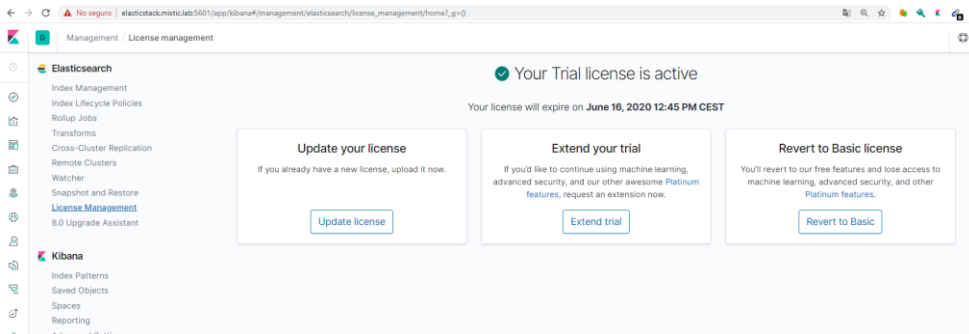 No seguro | elasticstack.mistic.lab:5601/app/kibana#/management/elasticsearch/license_management/home?_g=()
D Management / License management
Elasticsearch
Index Management
Index Lifecycle Policies
Rollup Jobs
Transforms
Cross-Cluster Replication
Remote Clusters
Watcher
Snapshot and Restore
License Management
8.0 Upgrade Assistant
Kibana
Index Patterns
Saved Objects
Spaces
Reporting
Your Trial license is active
Your license will expire on June 16, 2020 12:45 PM CEST
Update your license
If you already have a new license, upload it now.
Update license
Extend your trial
If you'd like to continue using machine learning,
advanced security, and our other awesome Platinum
features, request an extension now.
Extend trial
Revert to Basic license
You'll revert to our free features and lose access to
machine learning, advanced security, and other
Platinum features.
Revert to Basic